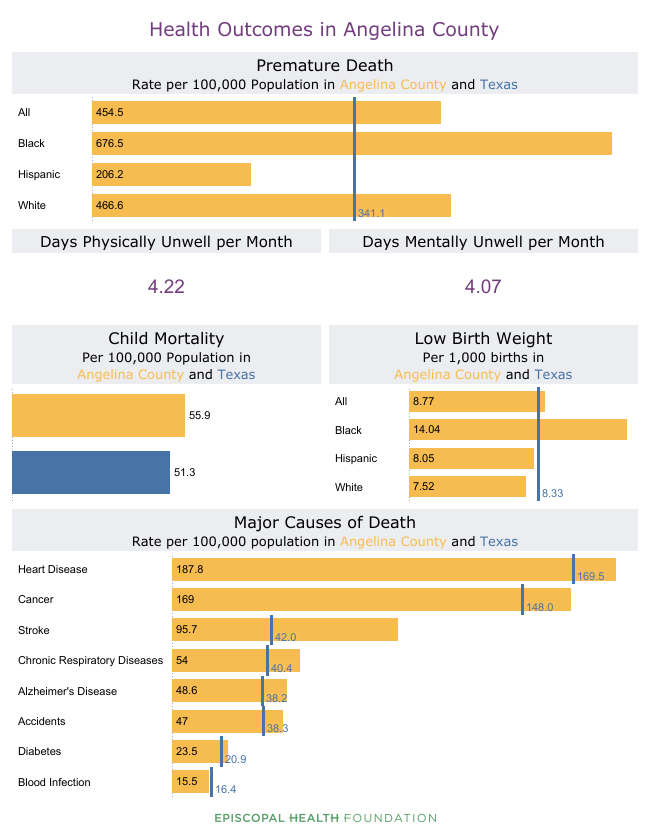 Health Outcomes in Angelina County
Premature Death
Rate per 100,000 Population in Angelina County and Texas
All 454.5
Black 676.5
Hispanic 206.2
White 466.6 341.1
Days Physically Unwell per Month
4.22
Days Mentally Unwell per Month
4.07
Child Mortality
Per 100,000 Population in
Angelina County and Texas
55.9
51.3
Low Birth Weight
Per 1,000 births in
Angelina County and Texas
All 8.77
Black 14.04
Hispanic 8.05
White 7.52 8.33
Major Causes of Death
Rate per 100,000 population in Angelina County and Texas
Heart Disease 187.8 169.5
Cancer 169 148.0
Stroke 95.7 42.0
Chronic Respiratory Diseases 54 40.4
Alzheimer's Disease 48.6 38.2
Accidents 47 38.3
Diabetes 23.5 20.9
Blood Infection 15.5 16.4
EPISCOPAL HEALTH FOUNDATION